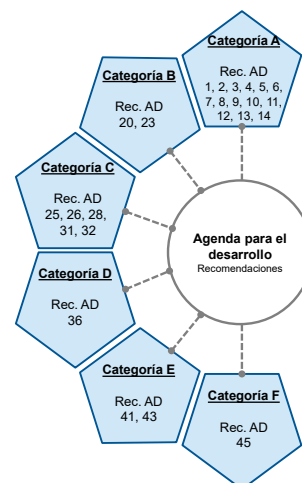 Categoría A
Rec. AD
1, 2, 3, 4, 5, 6,
7, 8, 9, 10, 11,
12, 13, 14
Categoría B
Rec. AD
20, 23
Categoría C
Rec. AD
25, 26, 28,
31, 32
Agenda para el
desarrollo
Recomendaciones
Categoría D
Rec. AD
36
Categoría E
Rec. AD
41, 43
Categoría F
Rec. AD
45